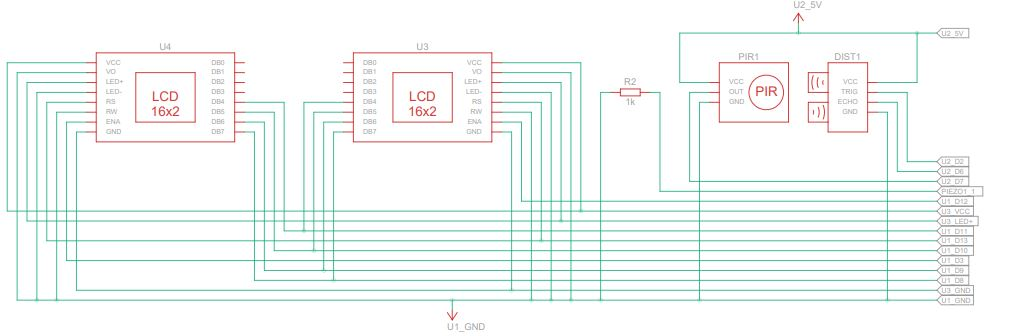 U2_5V
U2_5V
U4
VCC
VO
LED+
LED-
RS
RW
ENA
GND
LCD
16x2
DB0
DB1
DB2
DB3
DB4
DB5
DB6
DB7
U3
DB0
DB1
DB2
DB3
DB4
DB5
DB6
DB7
LCD
16x2
VCC
VO
LED+
LED-
RS
RW
ENA
GND
R2
1k
PIR1
VCC
OUT
GND
PIR
DIST1
VCC
TRIG
ECHO
GND
U2_D2
U2_D6
U2_D7
PIEZO1_1
U1_D12
U3_VCC
U3_LED+
U1_D11
U1_D13
U1_D10
U1_D3
U1_D9
U1_D8
U3_GND
U1_GND
U1_GND